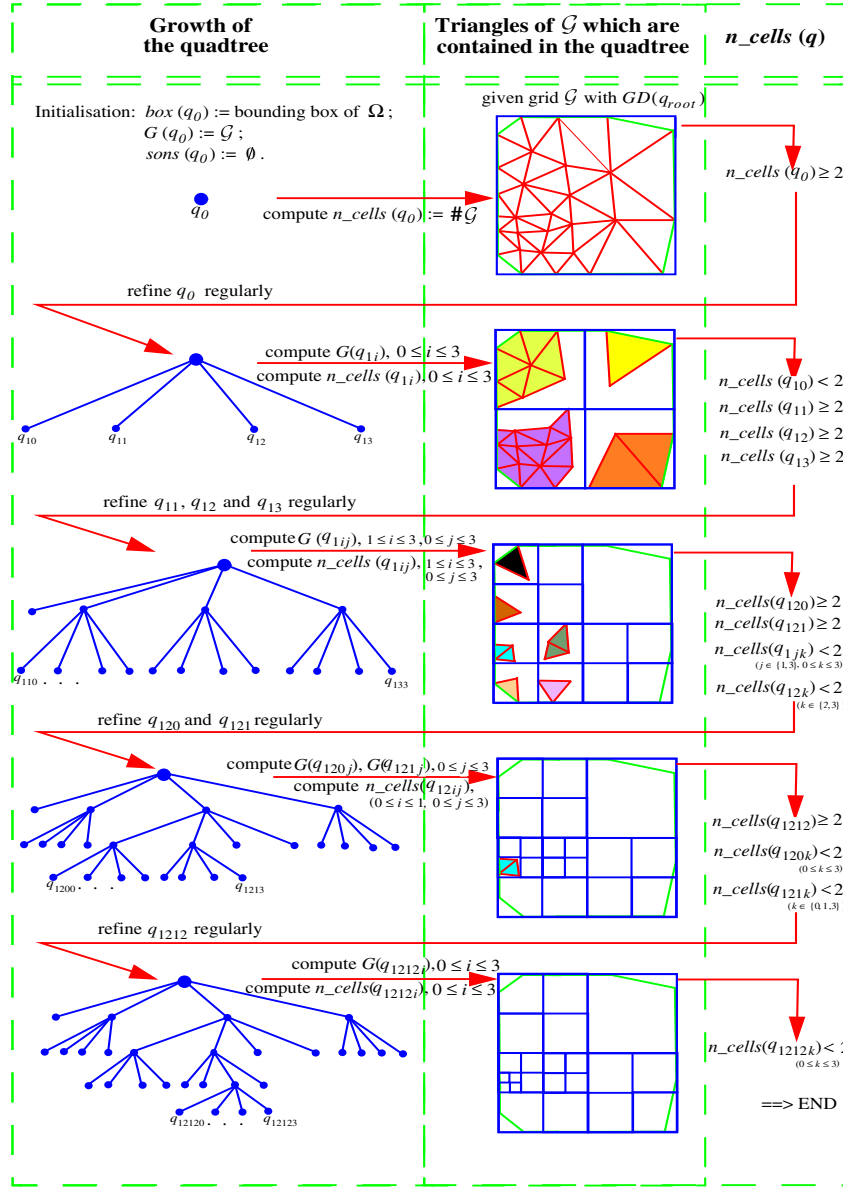 Growth of
the quadtree
Triangles of 𝒢 which are
contained in the quadtree
n_cells (q)
Initialisation: box (q₀) := bounding box of Ω ;
G (q₀) := 𝒢 ;
sons (q₀) := ∅ .
q₀
compute n_cells (q₀) := #𝒢
given grid 𝒢 with GD(q_root)
n_cells (q₀) ≥ 2
refine q₀ regularly
compute G(q₁ᵢ), 0 ≤ i ≤ 3
compute n_cells (q₁ᵢ), 0 ≤ i ≤ 3
q₁₀
q₁₁
q₁₂
q₁₃
n_cells (q₁₀) < 2
n_cells (q₁₁) ≥ 2
n_cells (q₁₂) ≥ 2
n_cells (q₁₃) ≥ 2
refine q₁₁, q₁₂ and q₁₃ regularly
compute G (q₁ᵢⱼ), 1 ≤ i ≤ 3, 0 ≤ j ≤ 3
compute n_cells (q₁ᵢⱼ), 1 ≤ i ≤ 3 ,
0 ≤ j ≤ 3
q₁₁₀ . . .
q₁₃₃
n_cells(q₁₂₀) ≥ 2
n_cells(q₁₂₁) ≥ 2
n_cells(q₁ⱼₖ) < 2
(j ∈ {1,3}, 0 ≤ k ≤ 3)
n_cells(q₁₂ₖ) < 2
(k ∈ {2,3}
refine q₁₂₀ and q₁₂₁ regularly
compute G(q₁₂₀ⱼ), G(q₁₂₁ⱼ), 0 ≤ j ≤ 3
compute n_cells(q₁₂ᵢⱼ),
(0 ≤ i ≤ 1, 0 ≤ j ≤ 3)
q₁₂₀₀ . . .
q₁₂₁₃
n_cells(q₁₂₁₂) ≥ 2
n_cells(q₁₂₀ₖ) < 2
(0 ≤ k ≤ 3)
n_cells(q₁₂₁ₖ) < 2
(k ∈ {0,1,3}
refine q₁₂₁₂ regularly
compute G(q₁₂₁₂ᵢ), 0 ≤ i ≤ 3
compute n_cells(q₁₂₁₂ᵢ), 0 ≤ i ≤ 3
q₁₂₁₂₀ . . .
q₁₂₁₂₃
n_cells(q₁₂₁₂ₖ) < 2
(0 ≤ k ≤ 3)
==> END